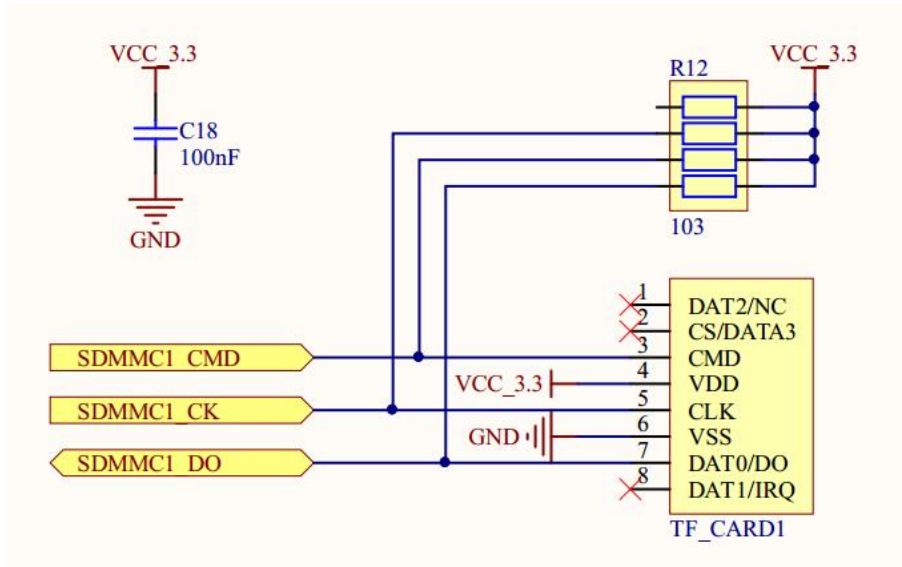 VCC_3.3
C18
100nF
GND
R12
VCC_3.3
103
SDMMC1_CMD
SDMMC1_CK
SDMMC1_DO
VCC_3.3
GND
1 DAT2/NC
2 CS/DATA3
3 CMD
4 VDD
5 CLK
6 VSS
7 DAT0/DO
8 DAT1/IRQ
TF_CARD1